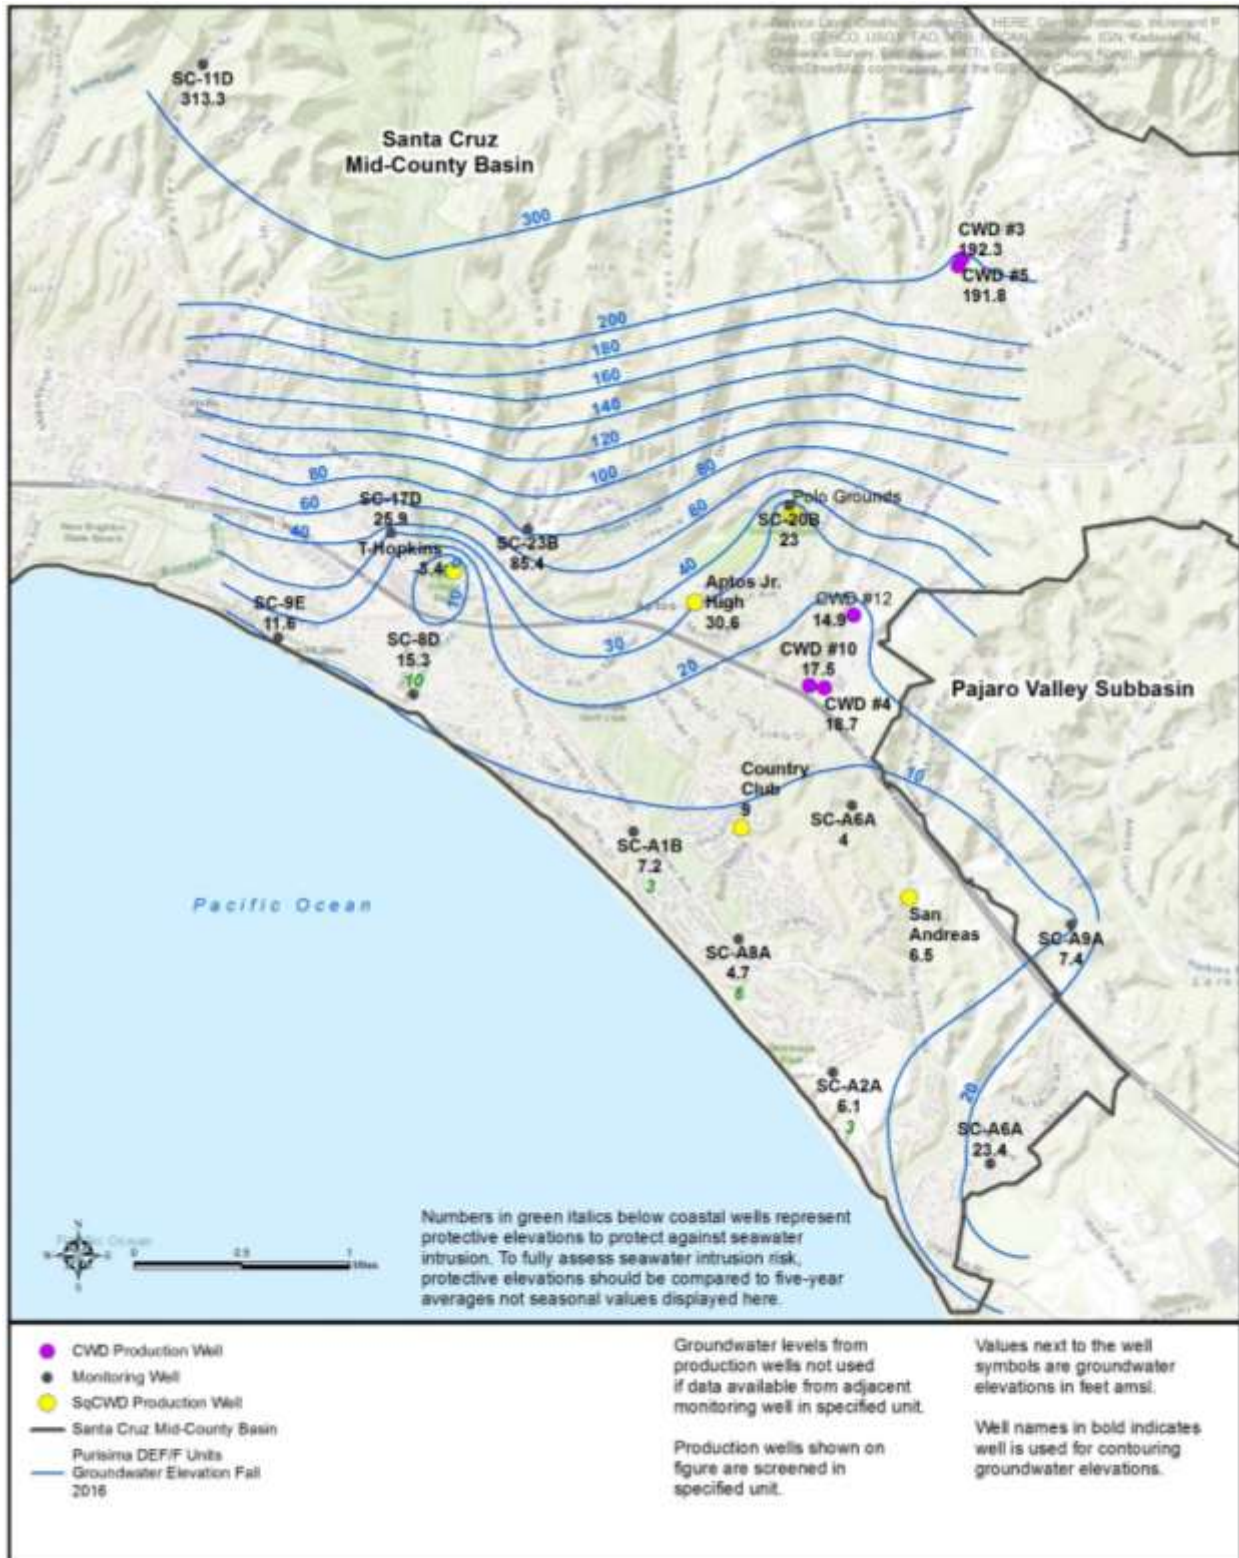 SC-11D
313.3
Santa Cruz
Mid-County Basin
300
CWD #3
192.3
CWD #5
191.8
200
180
160
140
120
100
80
80
60
60
40
40
SC-17D
25.9
T-Hopkins
SC-23B
85.4
Polo Grounds
SC-20B
23
Aptos Jr.
High
30.6
10
30
20
CWD #12
14.9
CWD #10
17.5
CWD #4
18.7
Pajaro Valley Subbasin
SC-9E
11.6
SC-8D
15.3
10
10
Country
Club
9
SC-A6A
4
SC-A1B
7.2
3
Pacific Ocean
San
Andreas
6.5
SC-A9A
7.4
SC-A8A
4.7
6
SC-A2A
6.1
3
20
SC-A6A
23.4
Numbers in green italics below coastal wells represent
protective elevations to protect against seawater
intrusion. To fully assess seawater intrusion risk,
protective elevations should be compared to five-year
averages not seasonal values displayed here.
N
0 0.5 1
Miles
CWD Production Well
Monitoring Well
SqCWD Production Well
Santa Cruz Mid-County Basin
Purisima DEF/F Units
Groundwater Elevation Fall
2016
Groundwater levels from
production wells not used
if data available from adjacent
monitoring well in specified unit.
Production wells shown on
figure are screened in
specified unit.
Values next to the well
symbols are groundwater
elevations in feet amsl.
Well names in bold indicates
well is used for contouring
groundwater elevations.